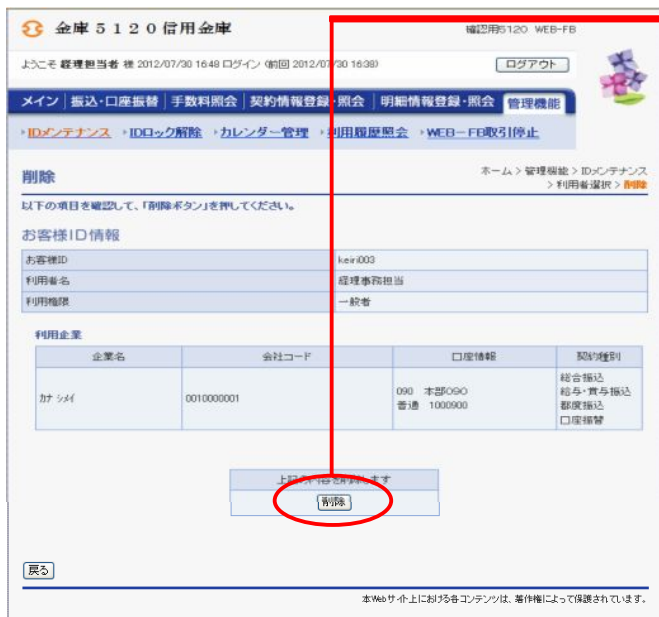 金庫５１２０信用金庫
確認用5120 WEB-FB
ようこそ 経理担当者 様 2012/07/30 16:48 ログイン (前回 2012/07/30 16:38)
ログアウト
メイン 振込・口座振替 手数料照会 契約情報登録・照会 明細情報登録・照会 管理機能
IDメンテナンス IDロック解除 カレンダー管理 利用履歴照会 WEB－FB取引停止
削除
ホーム > 管理機能 > IDメンテナンス
> 利用者選択 > 削除
以下の項目を確認して、「削除ボタン」を押してください。
お客様ID情報
お客様ID keiri003
利用者名 経理事務担当
利用権限 一般者
利用企業
企業名 会社コード 口座情報 契約種別
カナ シメイ 0010000001 090 本部090 普通 1000900 総合振込
給与・賞与振込
都度振込
口座振替
上記の内容を削除します
削除
戻る
本Webサイト上における各コンテンツは、著作権によって保護されています。